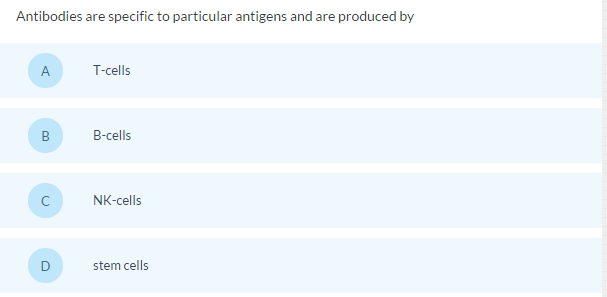 Antibodies are specific to particular antigens and are produced by
A T-cells
B B-cells
C NK-cells
D stem cells